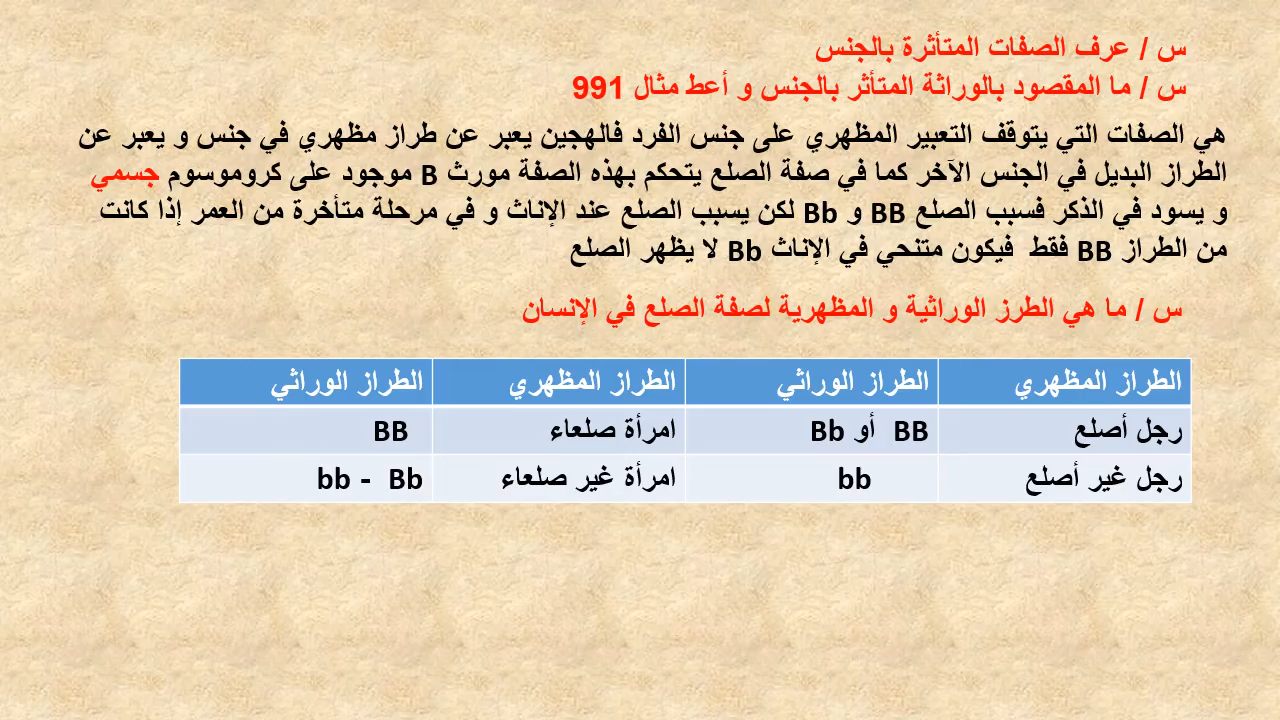 س / عرف الصفات المتأثرة بالجنس
س / ما المقصود بالوراثة المتأثر بالجنس و أعط مثال 991
هي الصفات التي يتوقف التعبير المظهري على جنس الفرد فالهجين يعبر عن طراز مظهري في جنس و يعبر عن
الطراز البديل في الجنس الآخر كما في صفة الصلع يتحكم بهذه الصفة مورث B موجود على كروموسوم جسمي
و يسود في الذكر فسبب الصلع BB و Bb لكن يسبب الصلع عند الإناث و في مرحلة متأخرة من العمر إذا كانت
من الطراز BB فقط فيكون متنحي في الإناث Bb لا يظهر الصلع
س / ما هي الطرز الوراثية و المظهرية لصفة الصلع في الإنسان
الطراز المظهري الطراز الوراثي الطراز المظهري الطراز الوراثي
رجل أصلع BB أو Bb امرأة صلعاء BB
رجل غير أصلع bb امرأة غير صلعاء bb - Bb